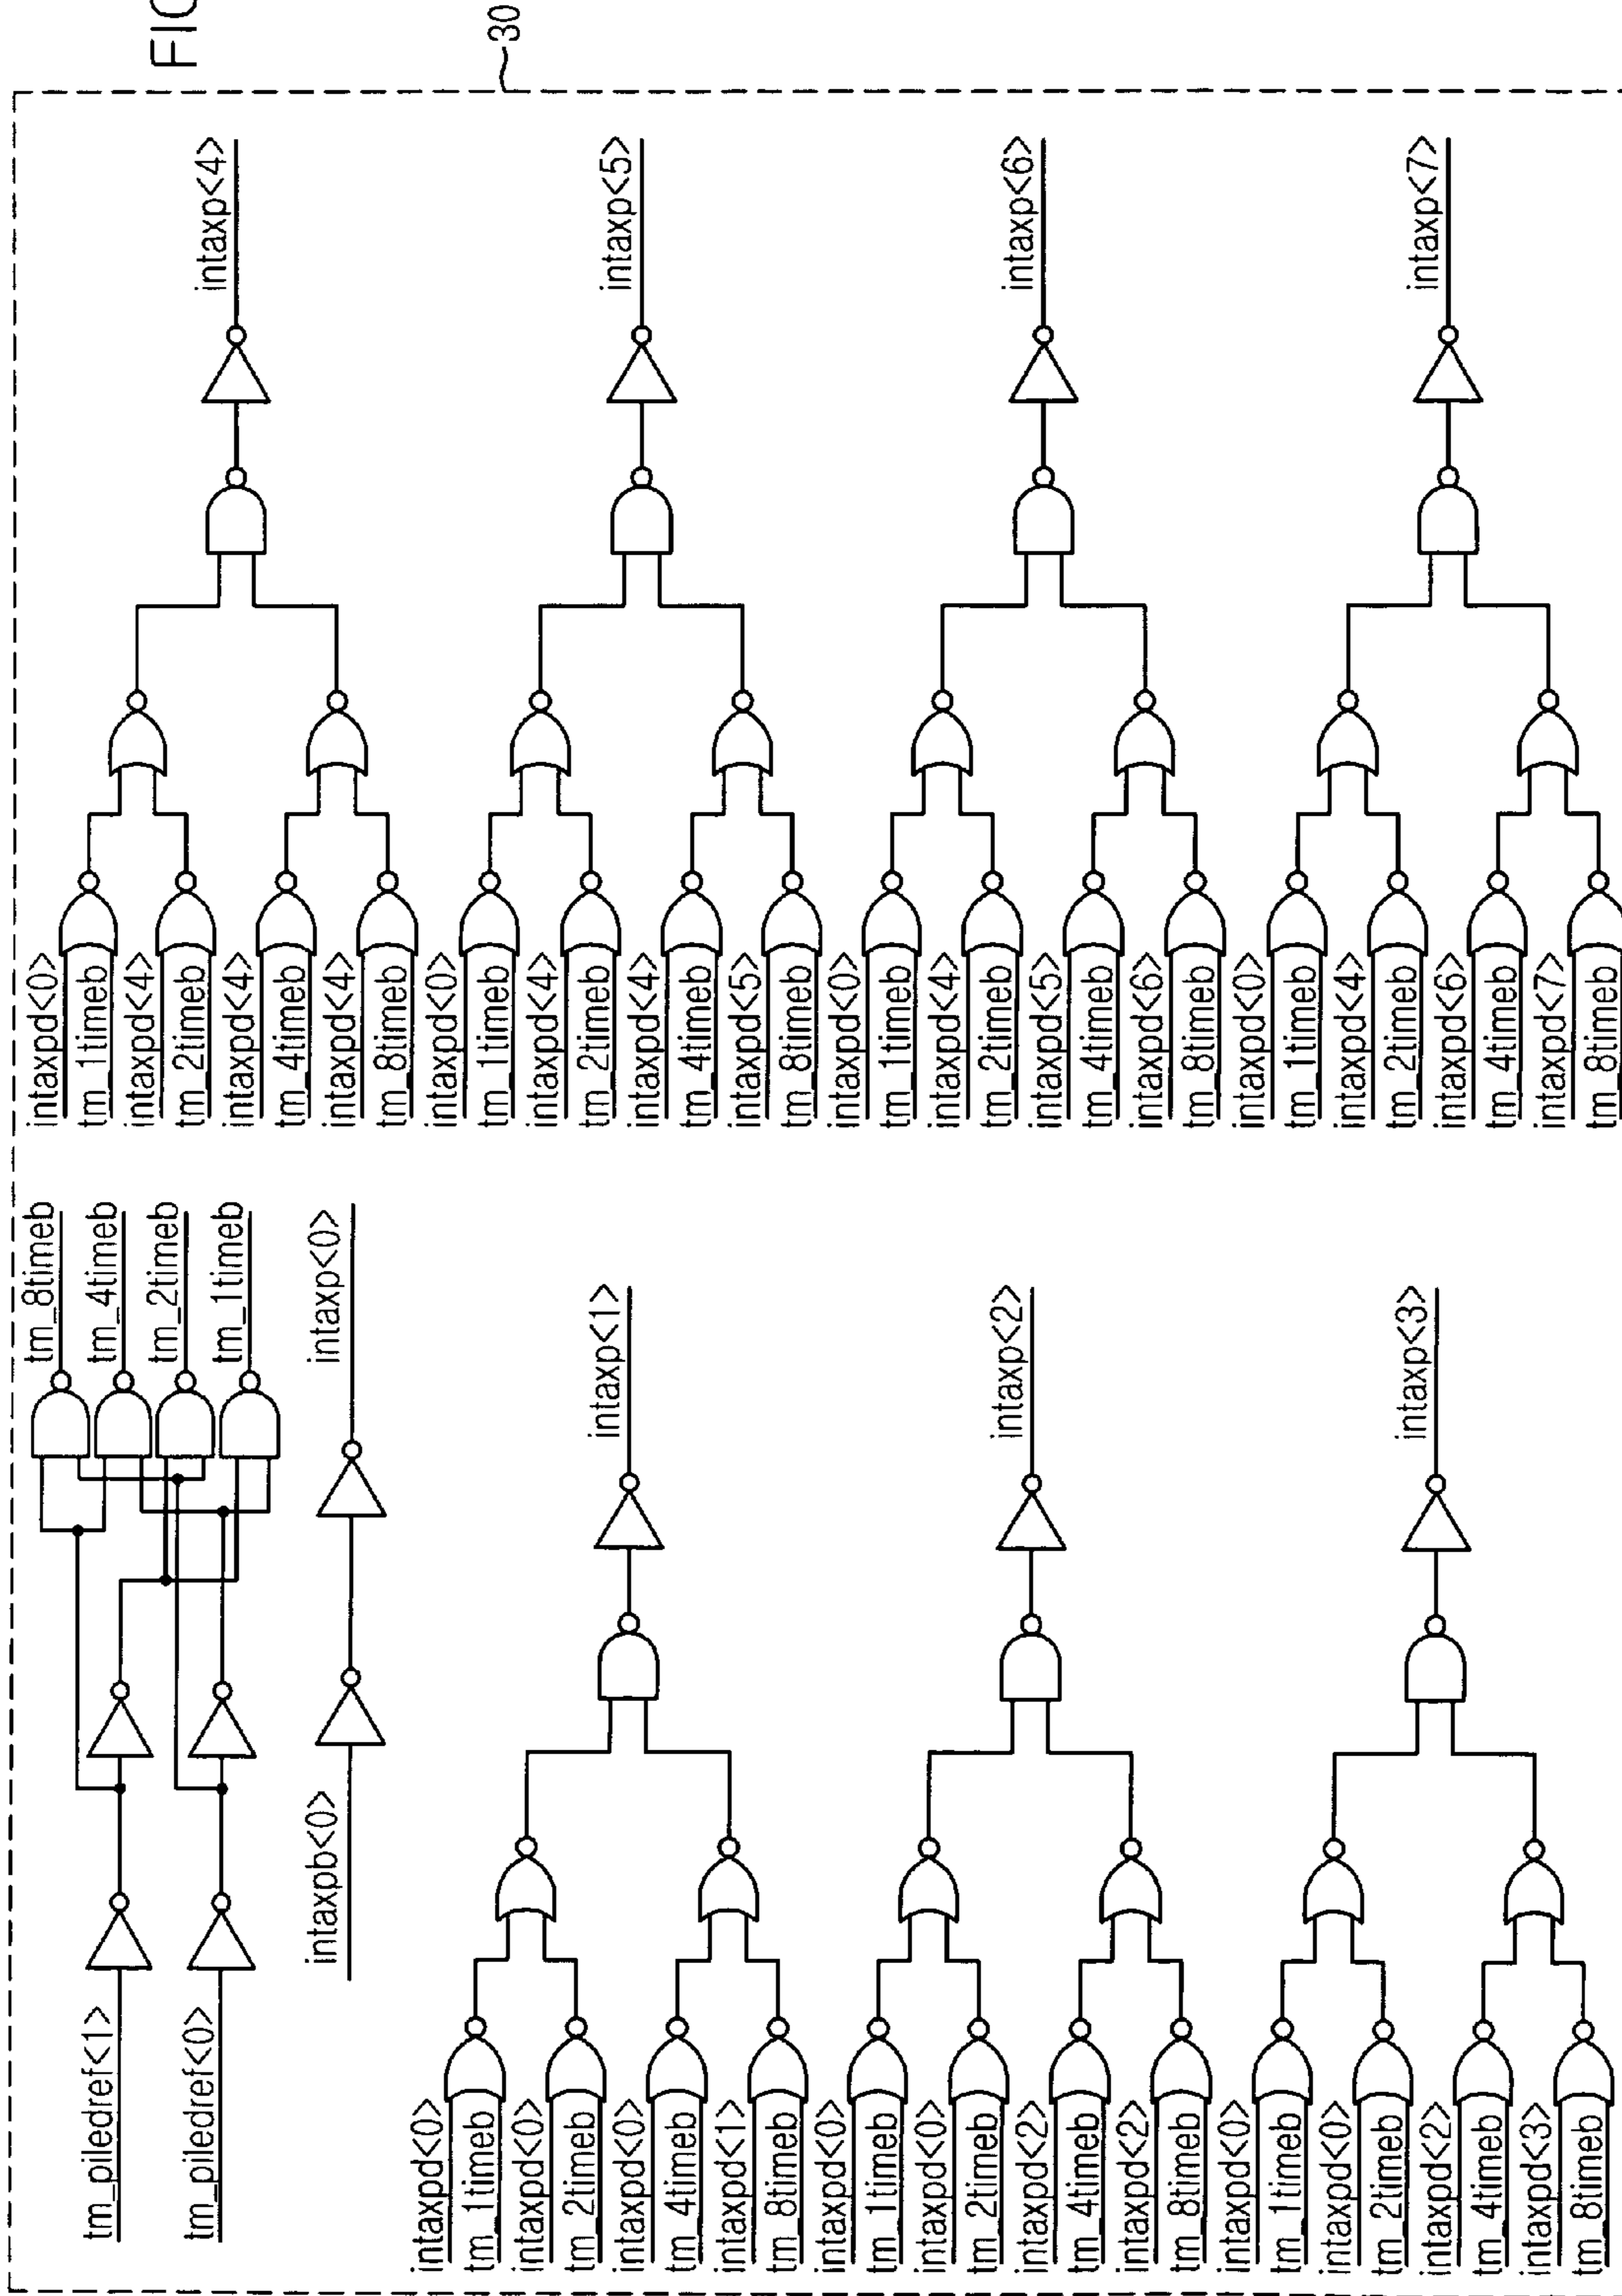 FIG
30
tm_piledref<1>
tm_piledref<0>
tm_8timeb
tm_4timeb
tm_2timeb
tm_1timeb
intaxpb<0>
intaxp<0>
intaxpd<0>
tm_1timeb
intaxpd<0>
tm_2timeb
intaxpd<0>
tm_4timeb
intaxpd<1>
tm_8timeb
intaxp<1>
intaxpd<0>
tm_1timeb
intaxpd<0>
tm_2timeb
intaxpd<2>
tm_4timeb
intaxpd<2>
tm_8timeb
intaxp<2>
intaxpd<0>
tm_1timeb
intaxpd<0>
tm_2timeb
intaxpd<2>
tm_4timeb
intaxpd<3>
tm_8timeb
intaxp<3>
intaxpd<0>
tm_1timeb
intaxpd<4>
tm_2timeb
intaxpd<4>
tm_4timeb
intaxpd<4>
tm_8timeb
intaxp<4>
intaxpd<0>
tm_1timeb
intaxpd<4>
tm_2timeb
intaxpd<4>
tm_4timeb
intaxpd<5>
tm_8timeb
intaxp<5>
intaxpd<0>
tm_1timeb
intaxpd<4>
tm_2timeb
intaxpd<5>
tm_4timeb
intaxpd<6>
tm_8timeb
intaxp<6>
intaxpd<0>
tm_1timeb
intaxpd<4>
tm_2timeb
intaxpd<6>
tm_4timeb
intaxpd<7>
tm_8timeb
intaxp<7>